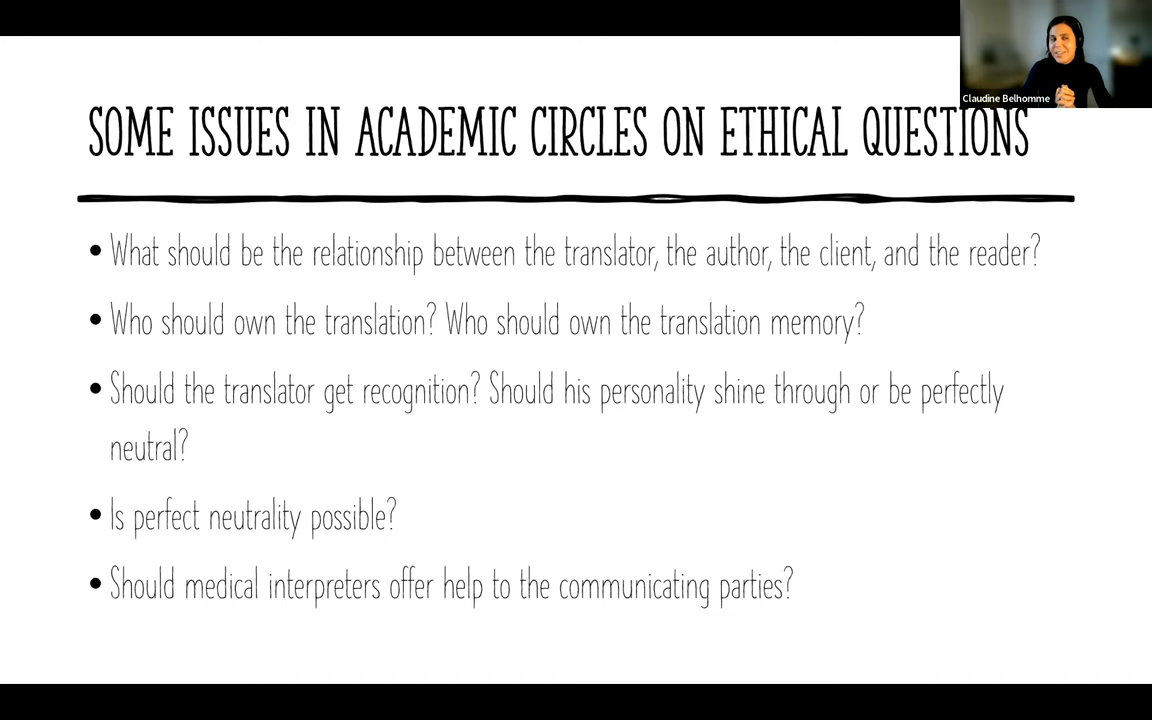 Claudine Belhomme
SOME ISSUES IN ACADEMIC CIRCLES ON ETHICAL QUESTIONS
• What should be the relationship between the translator, the author, the client, and the reader?
• Who should own the translation? Who should own the translation memory?
• Should the translator get recognition? Should his personality shine through or be perfectly
neutral?
• Is perfect neutrality possible?
• Should medical interpreters offer help to the communicating parties?